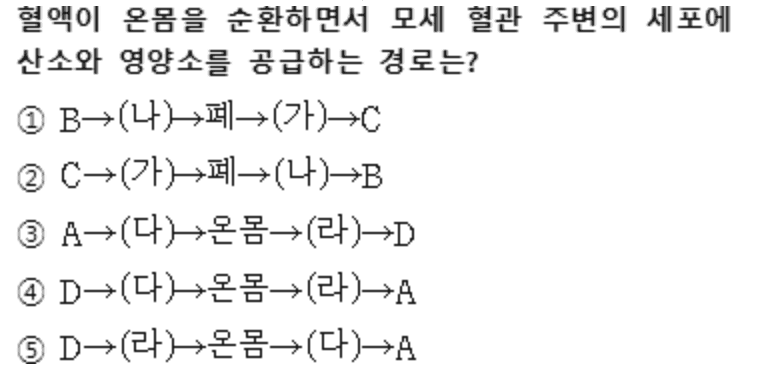 혈액이 온몸을 순환하면서 모세 혈관 주변의 세포에
산소와 영양소를 공급하는 경로는?
① B→(나)→폐→(가)→C
② C→(가)→폐→(나)→B
③ A→(다)→온몸→(라)→D
④ D→(다)→온몸→(라)→A
⑤ D→(라)→온몸→(다)→A